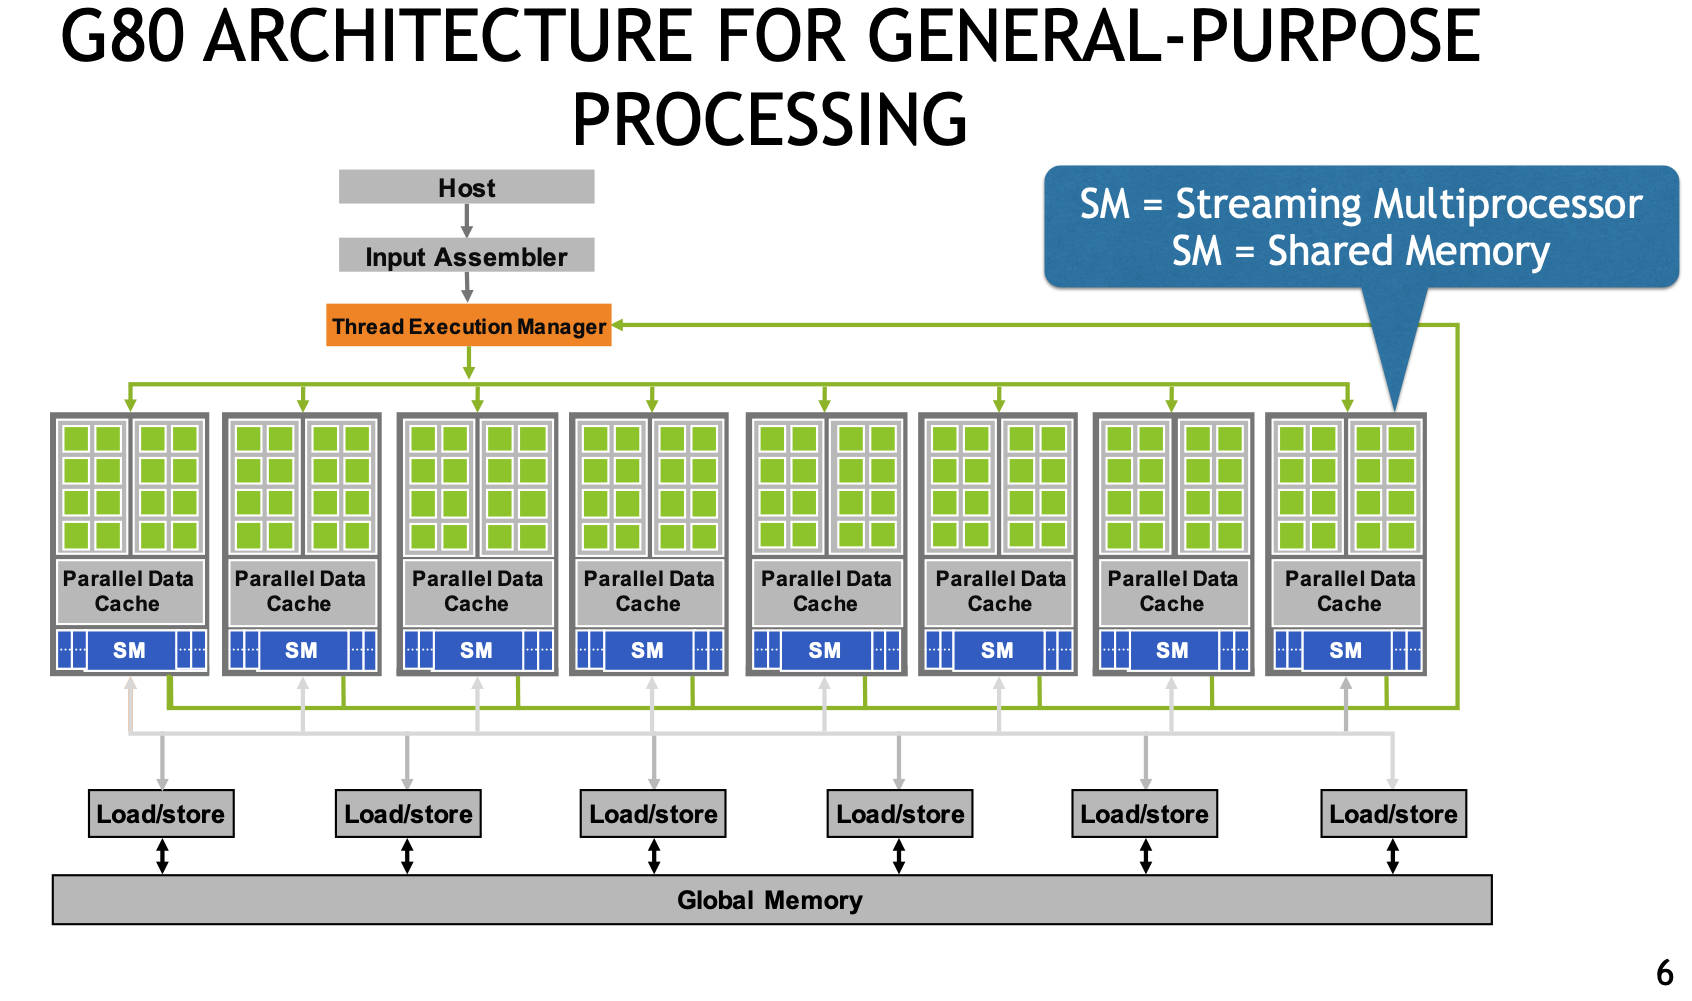 G80 ARCHITECTURE FOR GENERAL-PURPOSE
PROCESSING
Host
Input Assembler
Thread Execution Manager
SM = Streaming Multiprocessor
SM = Shared Memory
Parallel Data
Cache
SM
Parallel Data
Cache
SM
Parallel Data
Cache
SM
Parallel Data
Cache
SM
Parallel Data
Cache
SM
Parallel Data
Cache
SM
Parallel Data
Cache
SM
Parallel Data
Cache
SM
Load/store
Load/store
Load/store
Load/store
Load/store
Load/store
Global Memory
6